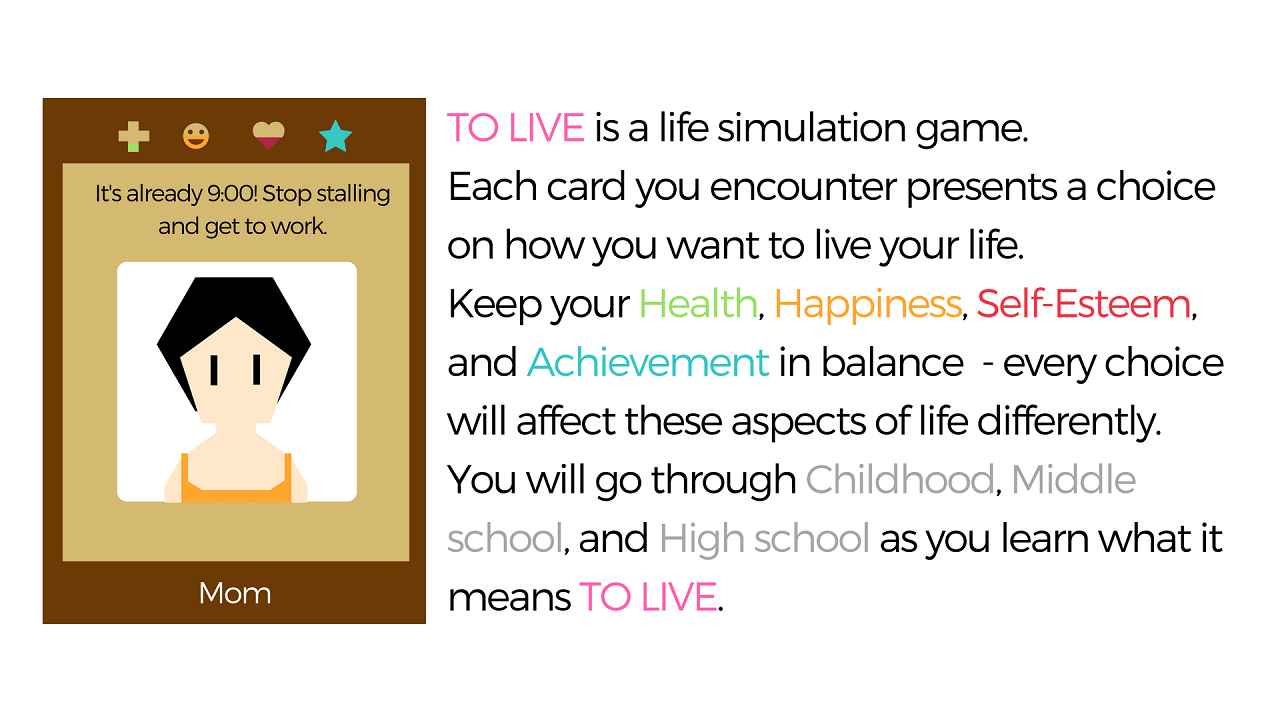 It's already 9:00! Stop stalling
and get to work.
Mom
TO LIVE is a life simulation game.
Each card you encounter presents a choice
on how you want to live your life.
Keep your Health, Happiness, Self-Esteem,
and Achievement in balance  - every choice
will affect these aspects of life differently.
You will go through Childhood, Middle
school, and High school as you learn what it
means TO LIVE.